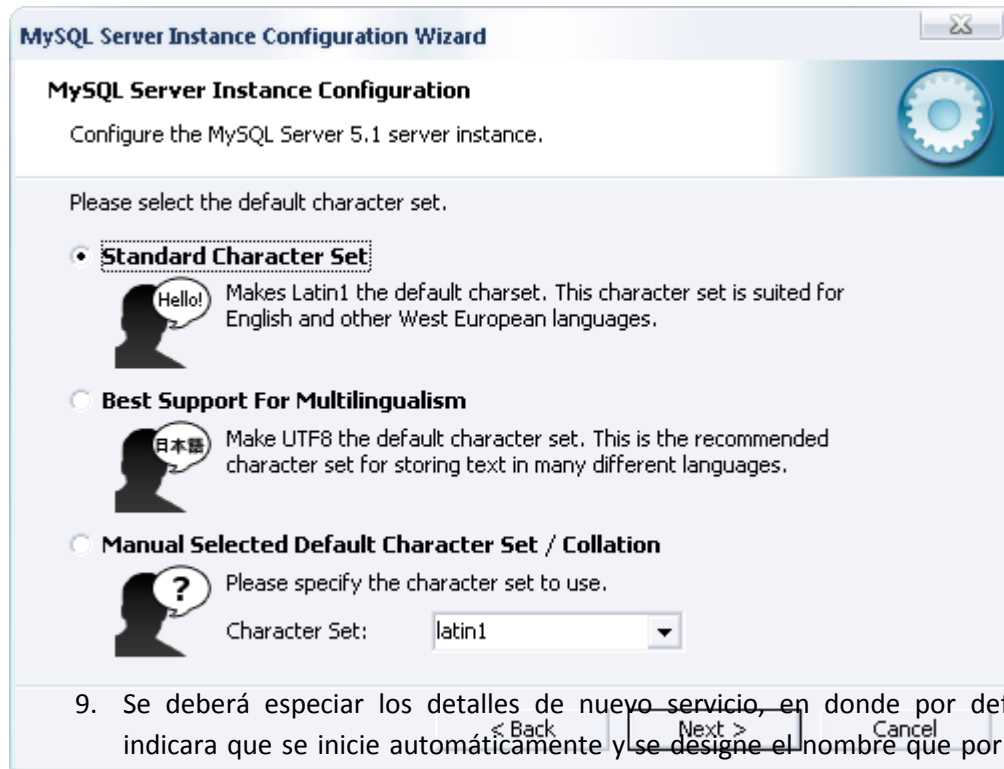 MySQL Server Instance Configuration Wizard
MySQL Server Instance Configuration
Configure the MySQL Server 5.1 server instance.
Please select the default character set.
Standard Character Set
Hello!
Makes Latin1 the default charset. This character set is suited for
English and other West European languages.
Best Support For Multilingualism
日本語
Make UTF8 the default character set. This is the recommended
character set for storing text in many different languages.
Manual Selected Default Character Set / Collation
?
Please specify the character set to use.
Character Set: latin1
9. Se deberá especiar los detalles de nuevo servicio, en donde por def
< Back Next > Cancel
indicara que se inicie automáticamente y se designe el nombre que por